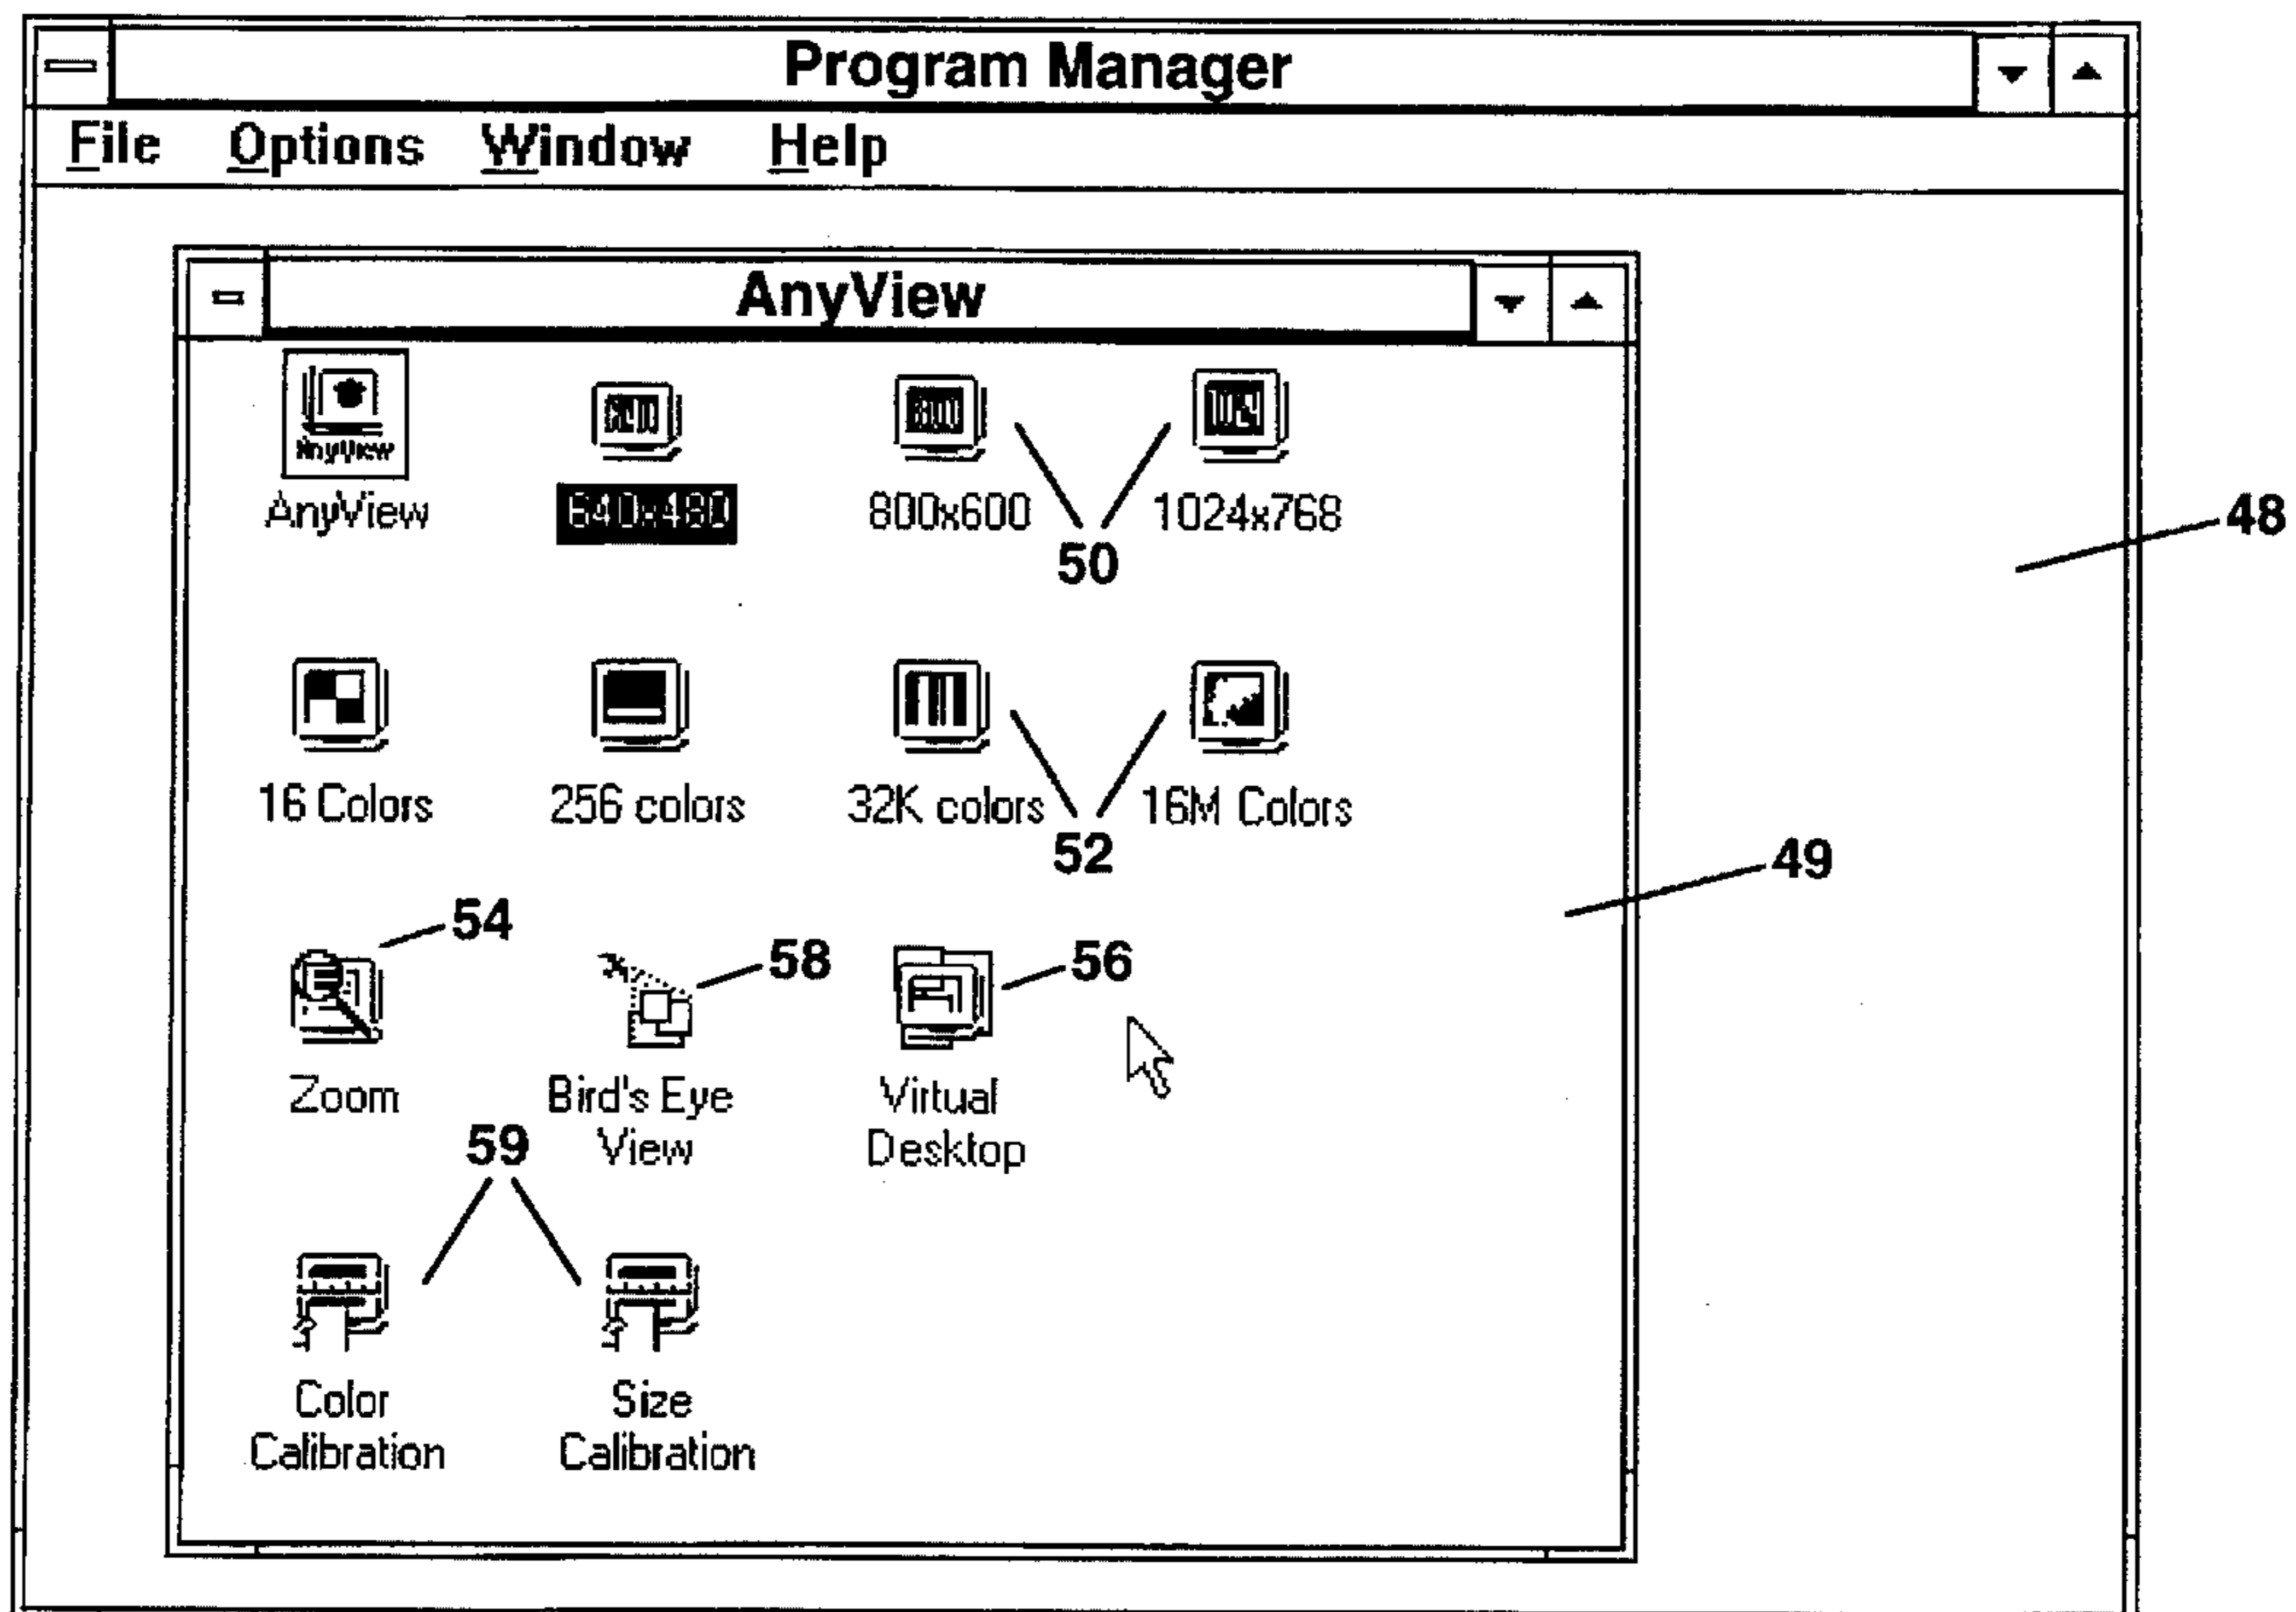 Program Manager
File Options Window Help
AnyView
AnyView
AnyView 640x480 800x600 1024x768
50
48
16 Colors 256 colors 32K colors 16M Colors
52
49
54
58
56
Zoom Bird's Eye View Virtual Desktop
59
Color Calibration Size Calibration